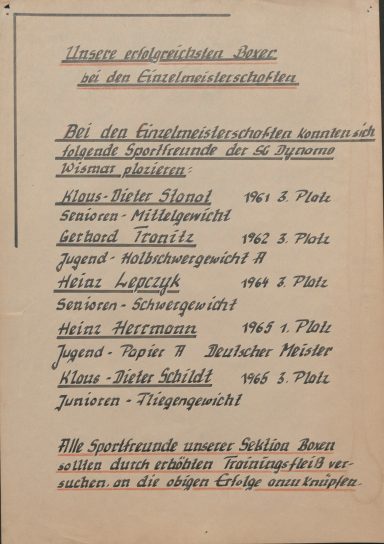 Unsere erfolgreichsten Boxer
bei den Einzelmeisterschaften
Bei den Einzelmeisterschaften konnten sich
folgende Sportfreunde der SG Dynamo
Wismar plazieren:
Klaus-Dieter Stanot 1961 3. Platz
Senioren - Mittelgewicht
Gerhard Tranitz 1962 3. Platz
Jugend - Halbschwergewicht A
Heinz Lepczyk 1964 3. Platz
Senioren - Schwergewicht
Heinz Herrmann 1965 1. Platz
Jugend - Papier A Deutscher Meister
Klaus - Dieter Schildt 1965 3. Platz
Junioren - Fliegengewicht
Alle Sportfreunde unserer Sektion Boxen
sollten durch erhöhten Trainingsfleiß ver-
suchen, an die obigen Erfolge anzuknüpfen.